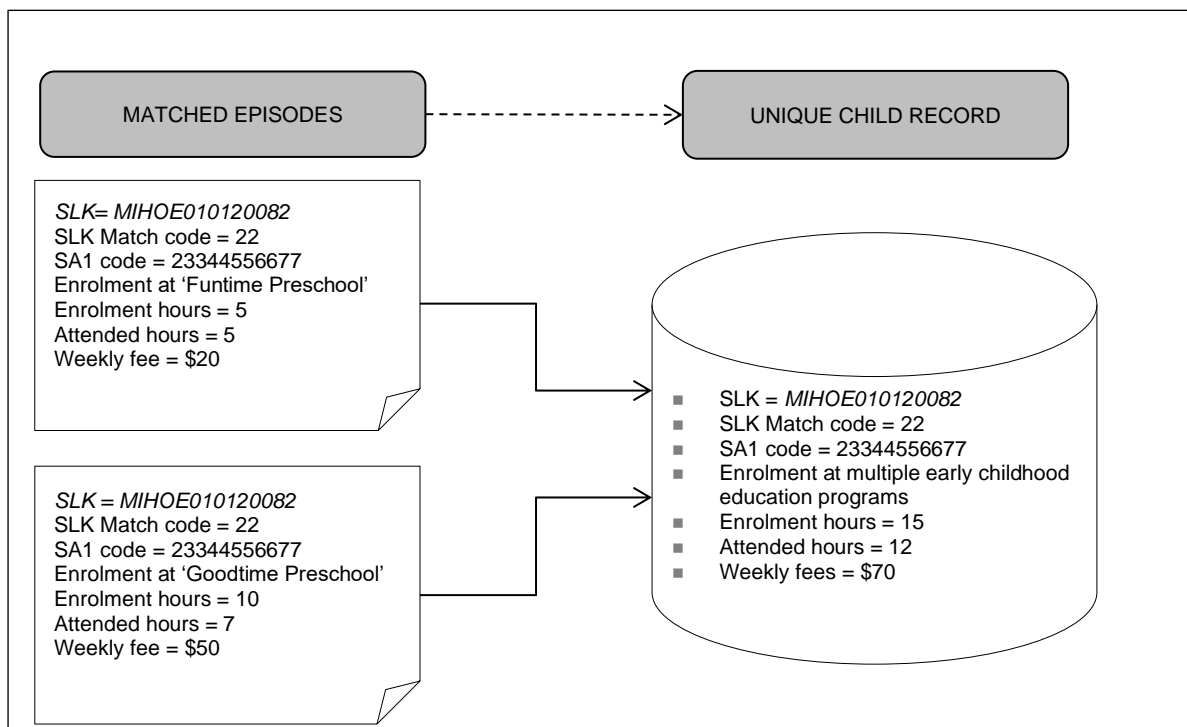 MATCHED EPISODES
UNIQUE CHILD RECORD
SLK= MIHOE010120082
SLK Match code = 22
SA1 code = 23344556677
Enrolment at ‘Funtime Preschool’
Enrolment hours = 5
Attended hours = 5
Weekly fee = $20
SLK = MIHOE010120082
SLK Match code = 22
SA1 code = 23344556677
Enrolment at ‘Goodtime Preschool’
Enrolment hours = 10
Attended hours = 7
Weekly fee = $50
■ SLK = MIHOE010120082
■ SLK Match code = 22
■ SA1 code = 23344556677
■ Enrolment at multiple early childhood
education programs
■ Enrolment hours = 15
■ Attended hours = 12
■ Weekly fees = $70